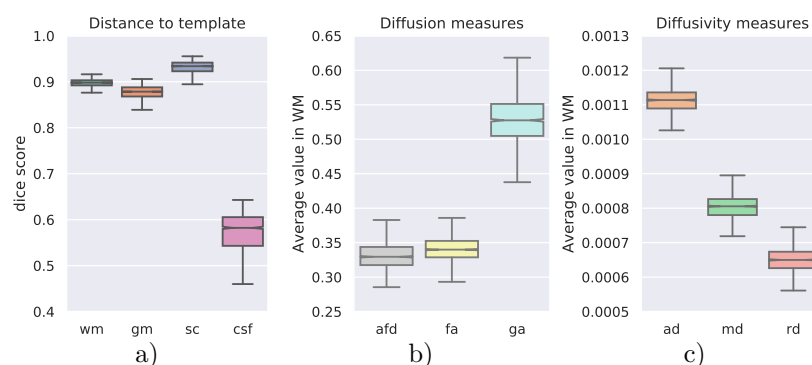 Distance to template
Diffusion measures
Diffusivity measures
dice score
1.0
0.9
0.8
0.7
0.6
0.5
0.4
wm gm sc csf
Average value in WM
0.65
0.60
0.55
0.50
0.45
0.40
0.35
0.30
0.25
afd fa ga
Average value in WM
0.0013
0.0012
0.0011
0.0010
0.0009
0.0008
0.0007
0.0006
0.0005
ad md rd
a) b) c)